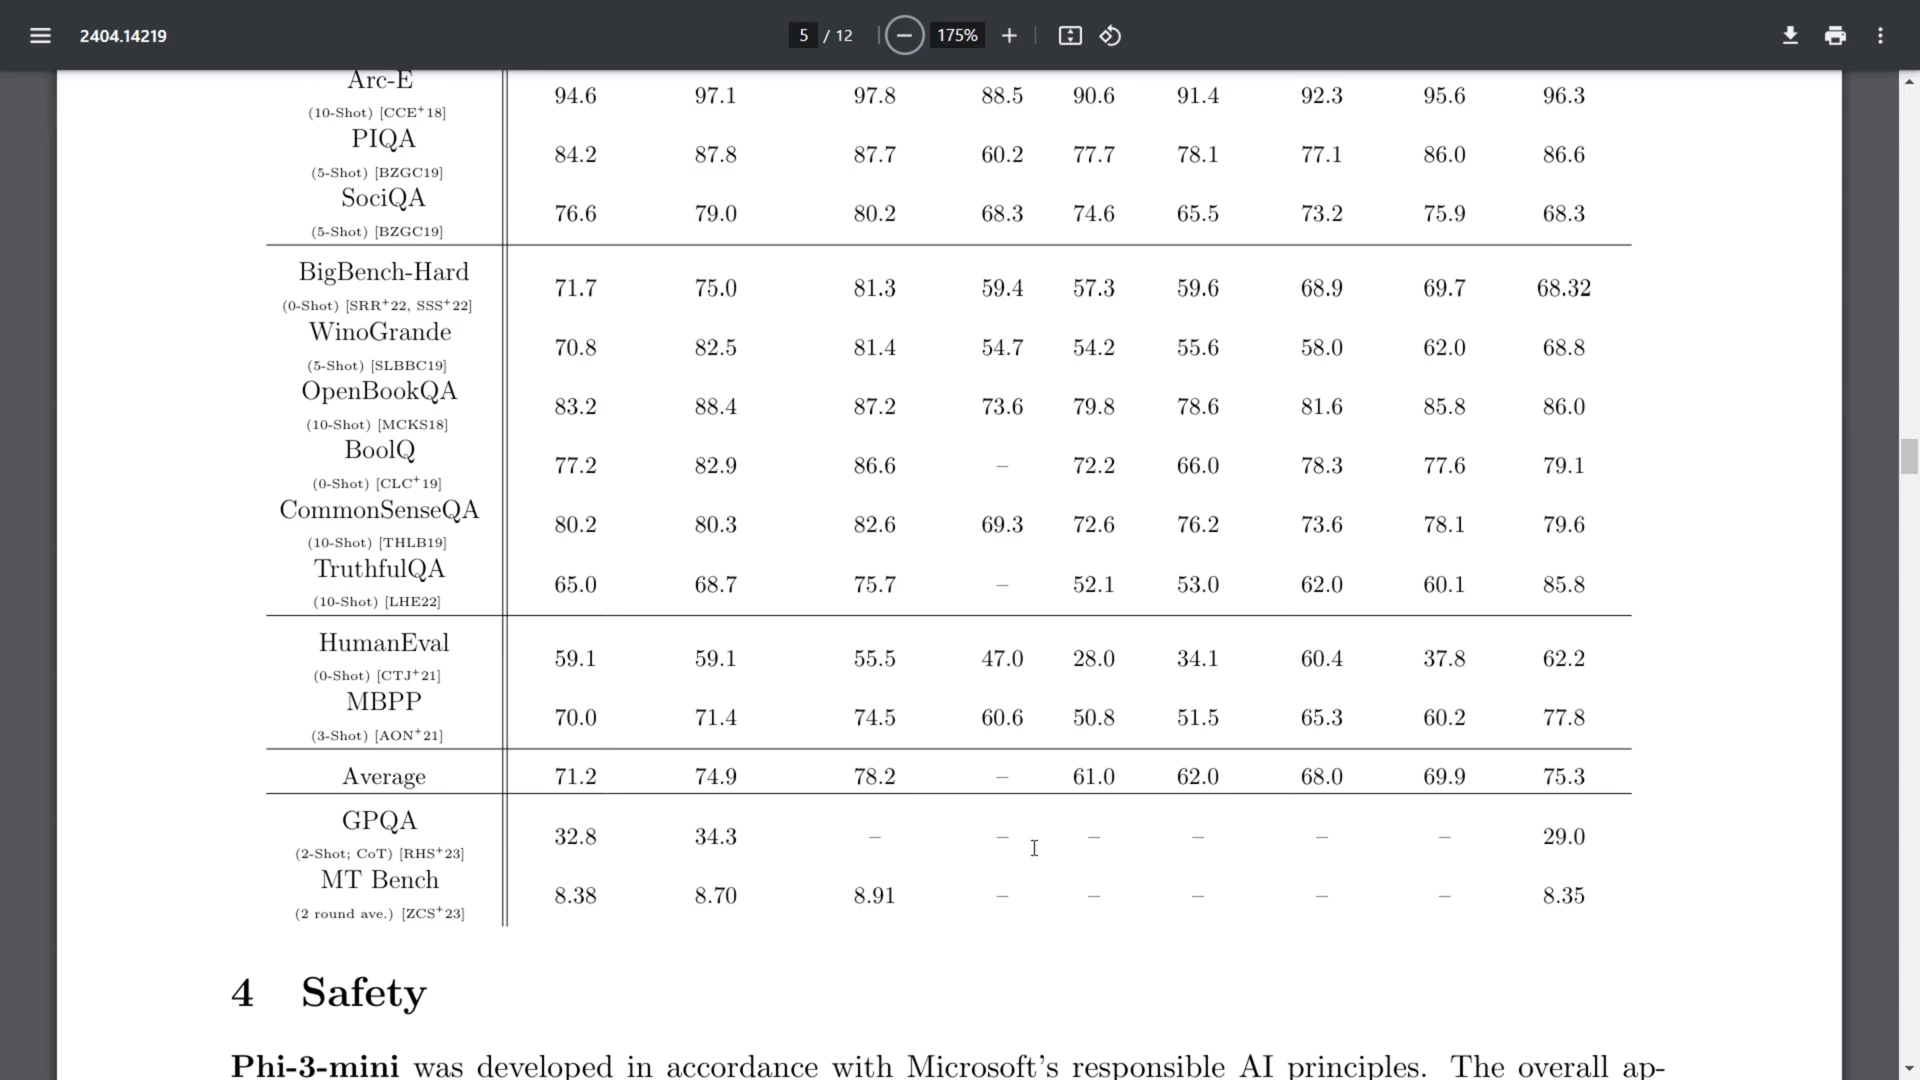 2404.14219
5 / 12
175%
Arc-E 94.6 97.1 97.8 88.5 90.6 91.4 92.3 95.6 96.3
(10-Shot) [CCE+18]
PIQA 84.2 87.8 87.7 60.2 77.7 78.1 77.1 86.0 86.6
(5-Shot) [BZGC19]
SociQA 76.6 79.0 80.2 68.3 74.6 65.5 73.2 75.9 68.3
(5-Shot) [BZGC19]
BigBench-Hard 71.7 75.0 81.3 59.4 57.3 59.6 68.9 69.7 68.32
(0-Shot) [SRR+22, SSS+22]
WinoGrande 70.8 82.5 81.4 54.7 54.2 55.6 58.0 62.0 68.8
(5-Shot) [SLBBC19]
OpenBookQA 83.2 88.4 87.2 73.6 79.8 78.6 81.6 85.8 86.0
(10-Shot) [MCKS18]
BoolQ 77.2 82.9 86.6 – 72.2 66.0 78.3 77.6 79.1
(0-Shot) [CLC+19]
CommonSenseQA 80.2 80.3 82.6 69.3 72.6 76.2 73.6 78.1 79.6
(10-Shot) [THLB19]
TruthfulQA 65.0 68.7 75.7 – 52.1 53.0 62.0 60.1 85.8
(10-Shot) [LHE22]
HumanEval 59.1 59.1 55.5 47.0 28.0 34.1 60.4 37.8 62.2
(0-Shot) [CTJ+21]
MBPP 70.0 71.4 74.5 60.6 50.8 51.5 65.3 60.2 77.8
(3-Shot) [AON+21]
Average 71.2 74.9 78.2 – 61.0 62.0 68.0 69.9 75.3
GPQA 32.8 34.3 – – – – – – 29.0
(2-Shot; CoT) [RHS+23]
MT Bench 8.38 8.70 8.91 – – – – – 8.35
(2 round ave.) [ZCS+23]
4 Safety
Phi-3-mini was developed in accordance with Microsoft's responsible AI principles. The overall ap-